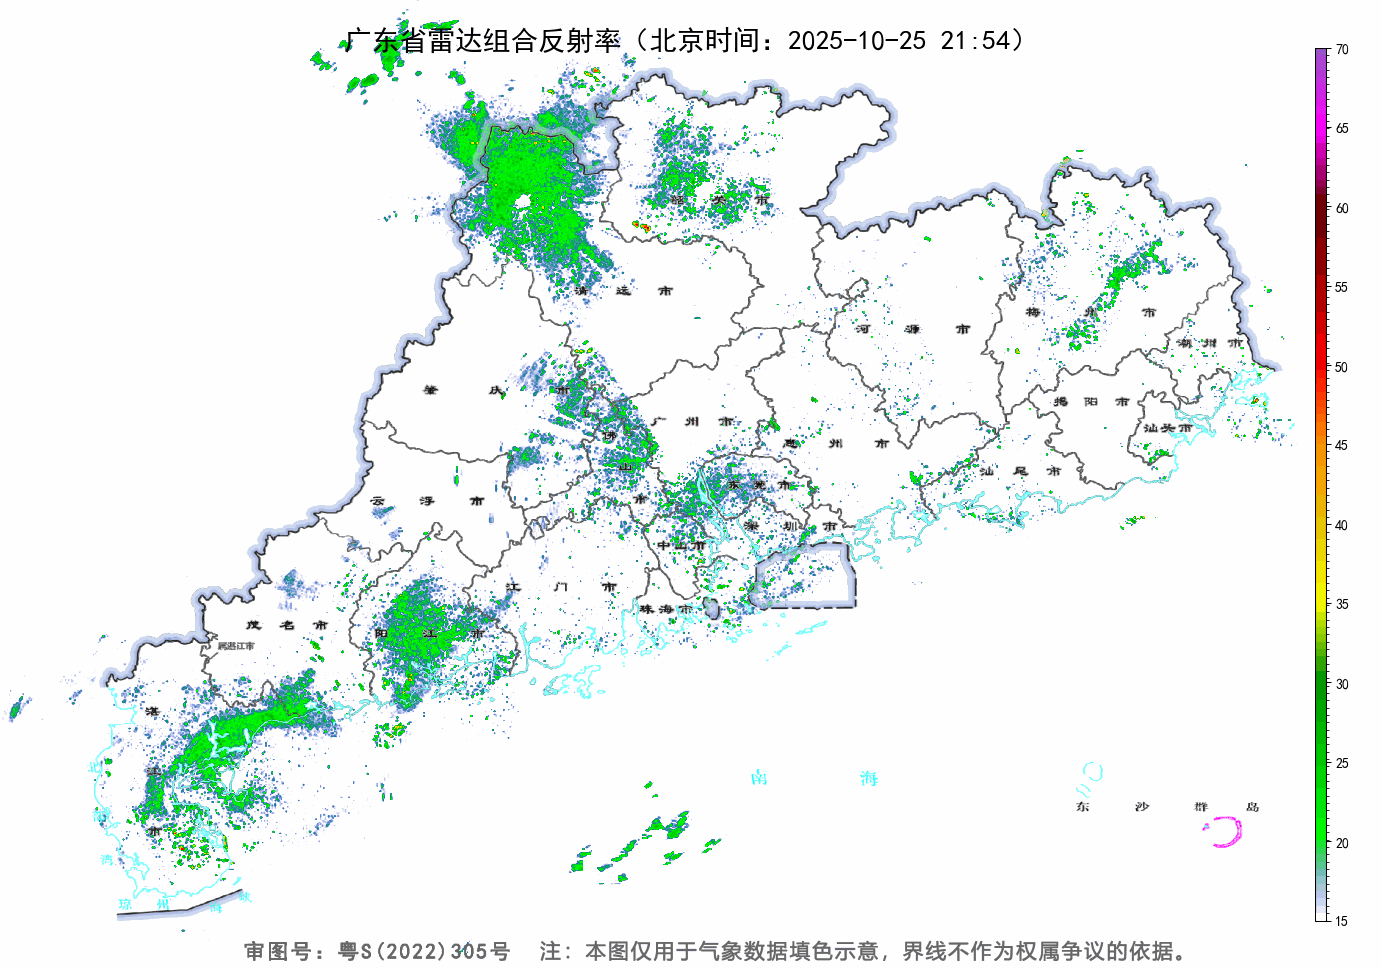 广东省雷达组合反射率（北京时间：2025-10-25 21:54）
70
65
60
55
50
45
40
35
30
25
20
15
韶关市
清远市
河源市
梅州市
潮州市
肇庆市
广州市
揭阳市
汕头市
佛山市
惠州市
汕尾市
东莞市
云浮市
深圳市
中山市
江门市
珠海市
茂名市
阳江市
属湛江市
湛江市
北部湾
南海
东沙群岛
琼州海峡
审图号：粤S(2022)305号 注：本图仅用于气象数据填色示意，界线不作为权属争议的依据。